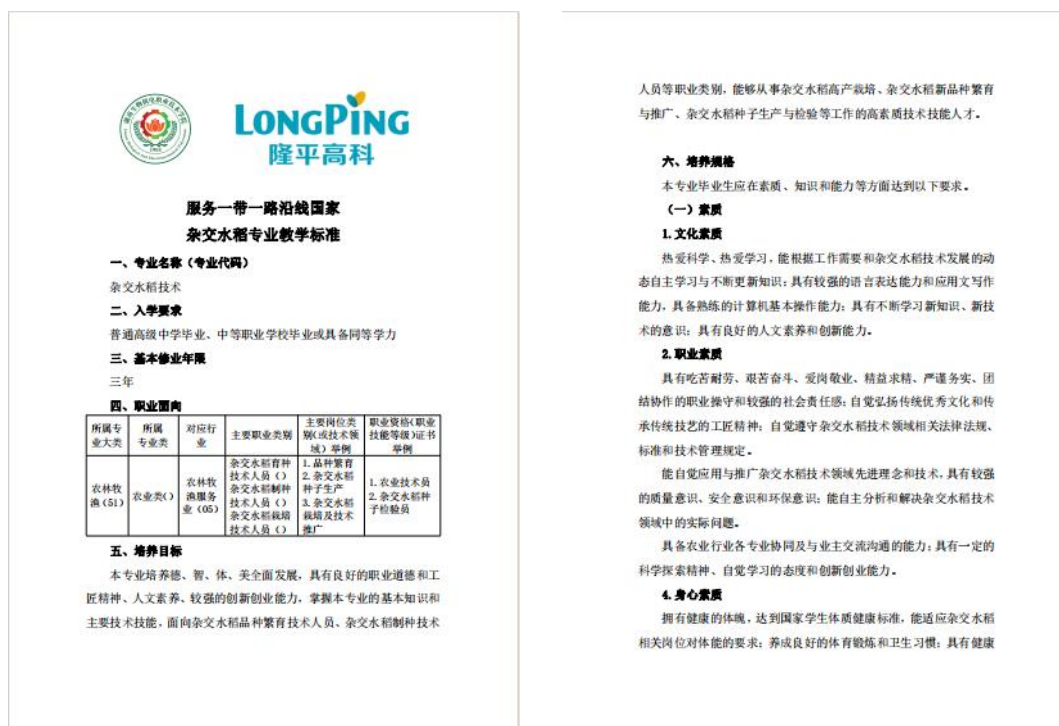 LONGPING
隆平高科
服务一带一路沿线国家
杂交水稻专业教学标准
一、专业名称（专业代码）
杂交水稻技术
二、入学要求
普通高级中学毕业、中等职业学校毕业或具备同等学力
三、基本修业年限
三年
四、职业面向
所属专业大类 所属专业类 对应行业 主要职业类别 主要岗位类别（或技术领域）举例 职业资格（职业技能等级）证书举例
农林牧渔（51） 农业类（） 农林牧渔服务业（05） 杂交水稻育种技术人员（） 杂交水稻制种技术人员（） 杂交水稻栽培技术人员（） 1.品种繁育 2.杂交水稻种子生产 3.杂交水稻栽培及技术推广 1.农业技术员 2.杂交水稻种子检验员
五、培养目标
本专业培养德、智、体、美全面发展，具有良好的职业道德和工
匠精神、人文素养、较强的创新创业能力，掌握本专业的基本知识和
主要技术技能，面向杂交水稻品种繁育技术人员、杂交水稻制种技术
人员等职业类别，能够从事杂交水稻高产栽培、杂交水稻新品种繁育
与推广、杂交水稻种子生产与检验等工作的高素质技术技能人才。
六、培养规格
本专业毕业生应在素质、知识和能力等方面达到以下要求。
（一）素质
1.文化素质
热爱科学、热爱学习，能根据工作需要和杂交水稻技术发展的动
态自主学习与不断更新知识；具有较强的语言表达能力和应用文写作
能力，具备熟练的计算机基本操作能力；具有不断学习新知识、新技
术的意识；具有良好的人文素养和创新能力。
2.职业素质
具有吃苦耐劳、艰苦奋斗、爱岗敬业、精益求精、严谨务实、团
结协作的职业操守和较强的社会责任感；自觉弘扬传统优秀文化和传
承传统技艺的工匠精神；自觉遵守杂交水稻技术领域相关法律法规、
标准和技术管理规定。
能自觉应用与推广杂交水稻技术领域先进理念和技术，具有较强
的质量意识、安全意识和环保意识；能自主分析和解决杂交水稻技术
领域中的实际问题。
具备农业行业各专业协同及与业主交流沟通的能力；具有一定的
科学探索精神、自觉学习的态度和创新创业能力。
4.身心素质
拥有健康的体魄，达到国家学生体质健康标准，能适应杂交水稻
相关岗位对体能的要求；养成良好的体育锻炼和卫生习惯；具有健康